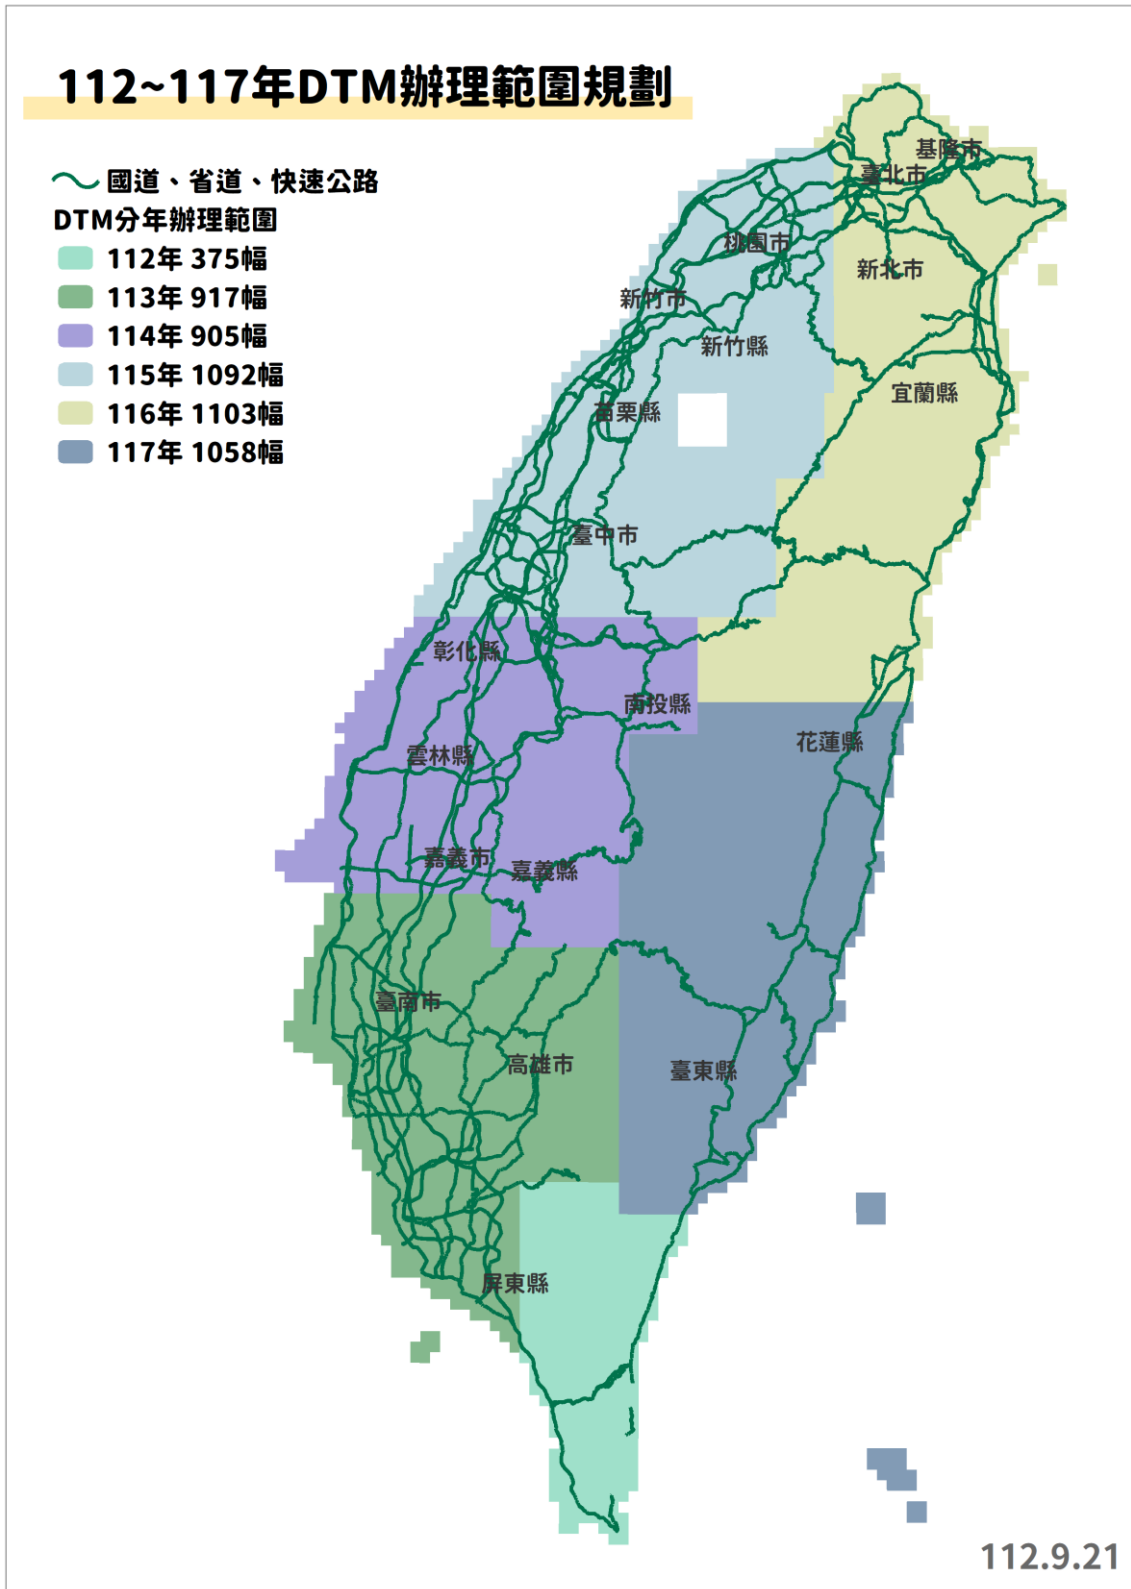 112~117年DTM辦理範圍規劃
國道、省道、快速公路
DTM分年辦理範圍
112年 375幅
113年 917幅
114年 905幅
115年 1092幅
116年 1103幅
117年 1058幅
基隆市
臺北市
桃園市
新北市
新竹市
新竹縣
宜蘭縣
苗栗縣
臺中市
彰化縣
南投縣
花蓮縣
雲林縣
嘉義市
嘉義縣
臺南市
高雄市
臺東縣
屏東縣
112.9.21